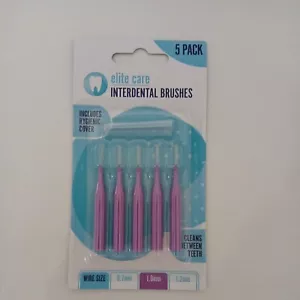 5 PACK
elite care
INTERDENTAL BRUSHES
INCLUDES
HYGIENIC
COVER
CLEANS
BETWEEN
TEETH
WIRE SIZE